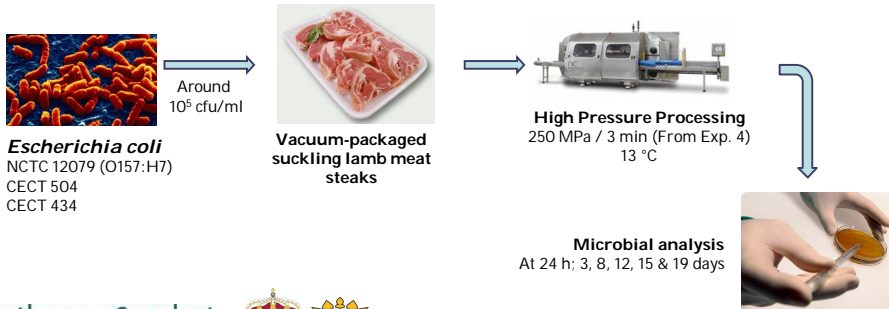 Around
10⁵ cfu/ml
Escherichia coli
NCTC 12079 (O157:H7)
CECT 504
CECT 434
Vacuum-packaged
suckling lamb meat
steaks
High Pressure Processing
250 MPa / 3 min (From Exp. 4)
13 °C
Microbial analysis
At 24 h; 3, 8, 12, 15 & 19 days